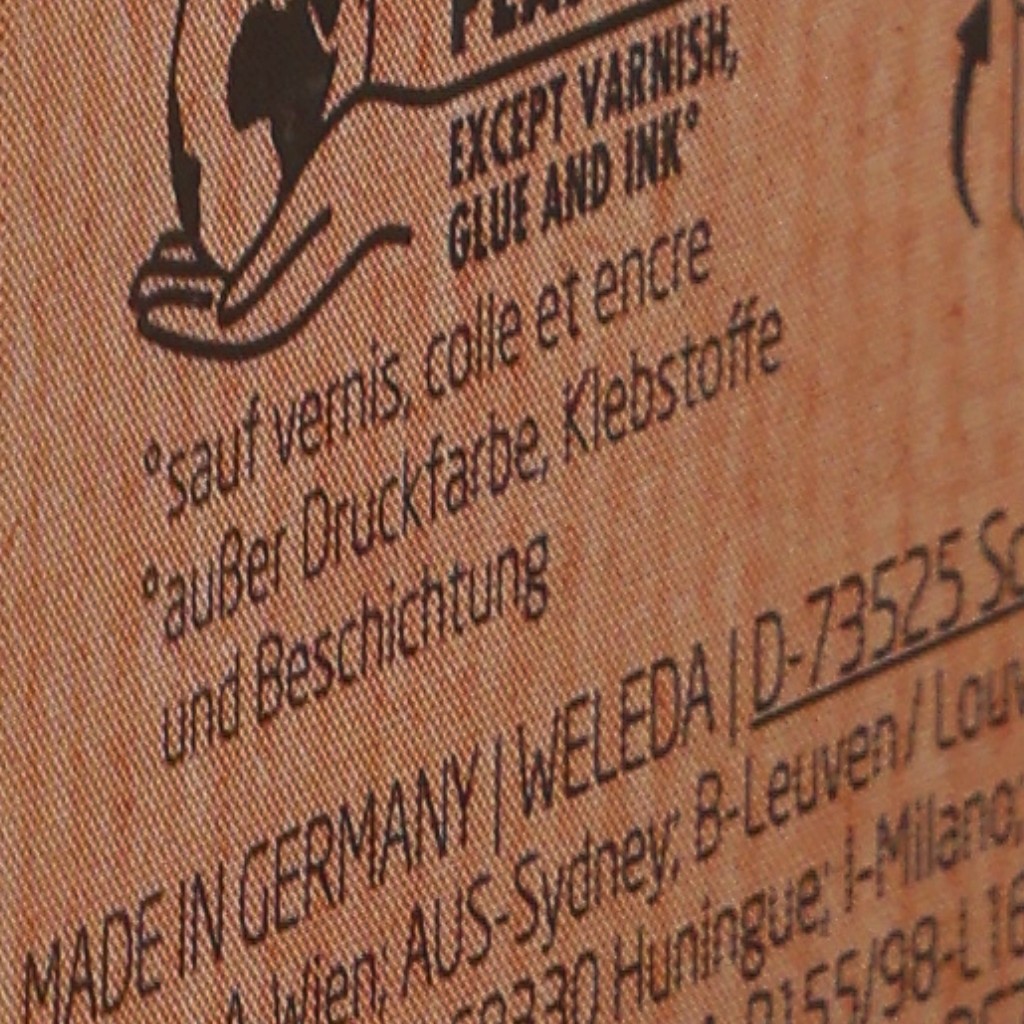 EXCEPT VARNISH,
GLUE AND INK°
°sauf vernis, colle et encre
°außer Druckfarbe, Klebstoffe
und Beschichtung
MADE IN GERMANY | WELEDA | D-73525
A-Wien; AUS-Sydney; B-Leuven/
Huningue; I-Milano;